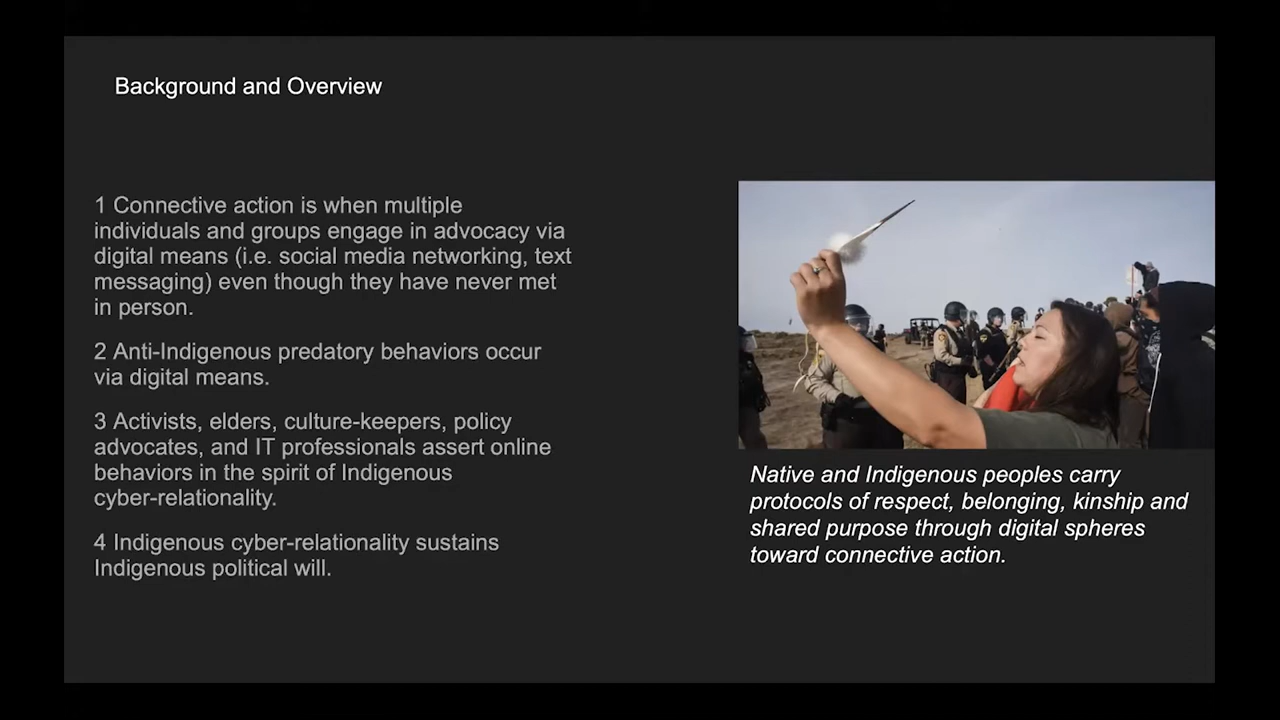 Background and Overview
1 Connective action is when multiple
individuals and groups engage in advocacy via
digital means (i.e. social media networking, text
messaging) even though they have never met
in person.
2 Anti-Indigenous predatory behaviors occur
via digital means.
3 Activists, elders, culture-keepers, policy
advocates, and IT professionals assert online
behaviors in the spirit of Indigenous
cyber-relationality.
4 Indigenous cyber-relationality sustains
Indigenous political will.
Native and Indigenous peoples carry
protocols of respect, belonging, kinship and
shared purpose through digital spheres
toward connective action.